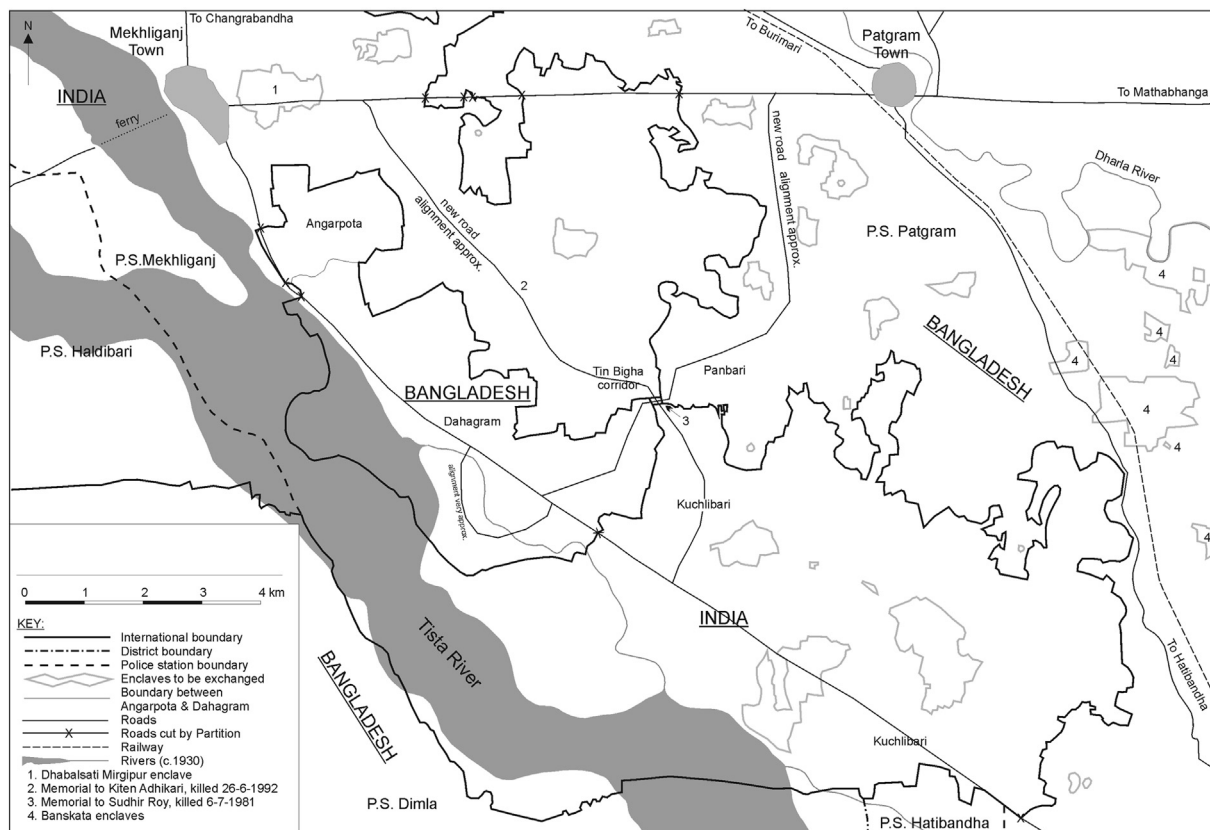 N
To Changrabandha
Mekhliganj
Town
INDIA
ferry
1
To Burimari
Patgram
Town
To Mathabhanga
Dharla River
new road
alignment approx.
new road alignment approx.
Angarpota
P.S.Mekhliganj
P.S. Patgram
2
4
4
4
4
4
4
4
P.S. Haldibari
BANGLADESH
Dahagram
Tin Bigha
corridor
Panbari
3
BANGLADESH
alignment very approx.
Kuchlibari
INDIA
Tista River
BANGLADESH
To Hatibandha
Kuchlibari
P.S. Dimla
P.S. Hatibandha
0 1 2 3 4 km
KEY:
International boundary
District boundary
Police station boundary
Enclaves to be exchanged
Boundary between
Angarpota & Dahagram
Roads
Roads cut by Partition
Railway
Rivers (c.1930)
1. Dhabalsati Mirgipur enclave
2. Memorial to Kiten Adhikari, killed 26-6-1992
3. Memorial to Sudhir Roy, killed 6-7-1981
4. Banskata enclaves